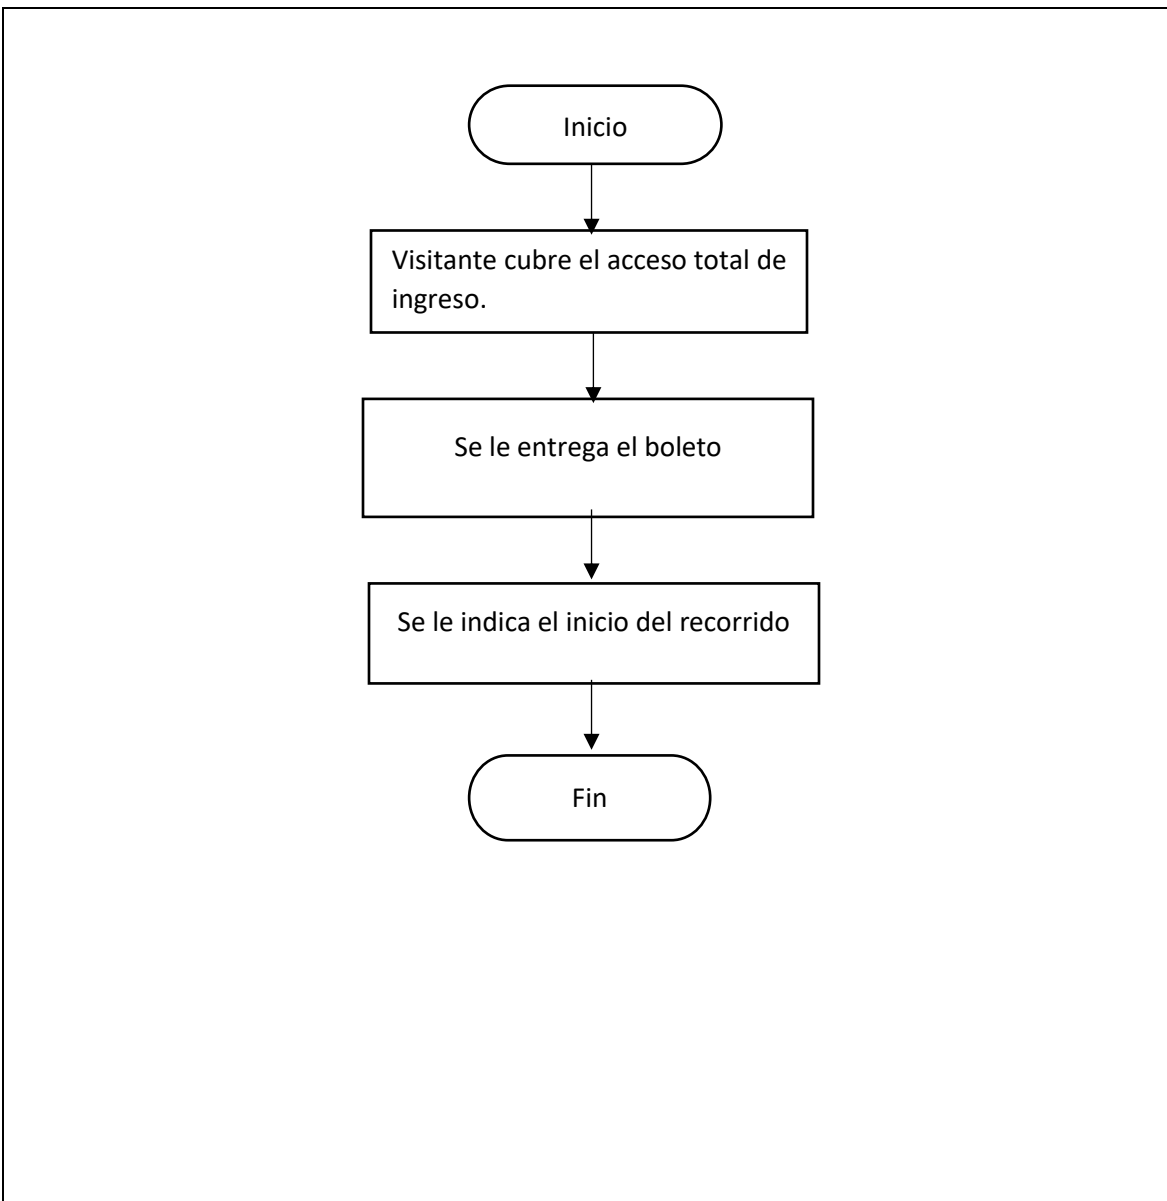 Inicio
Visitante cubre el acceso total de
ingreso.
Se le entrega el boleto
Se le indica el inicio del recorrido
Fin